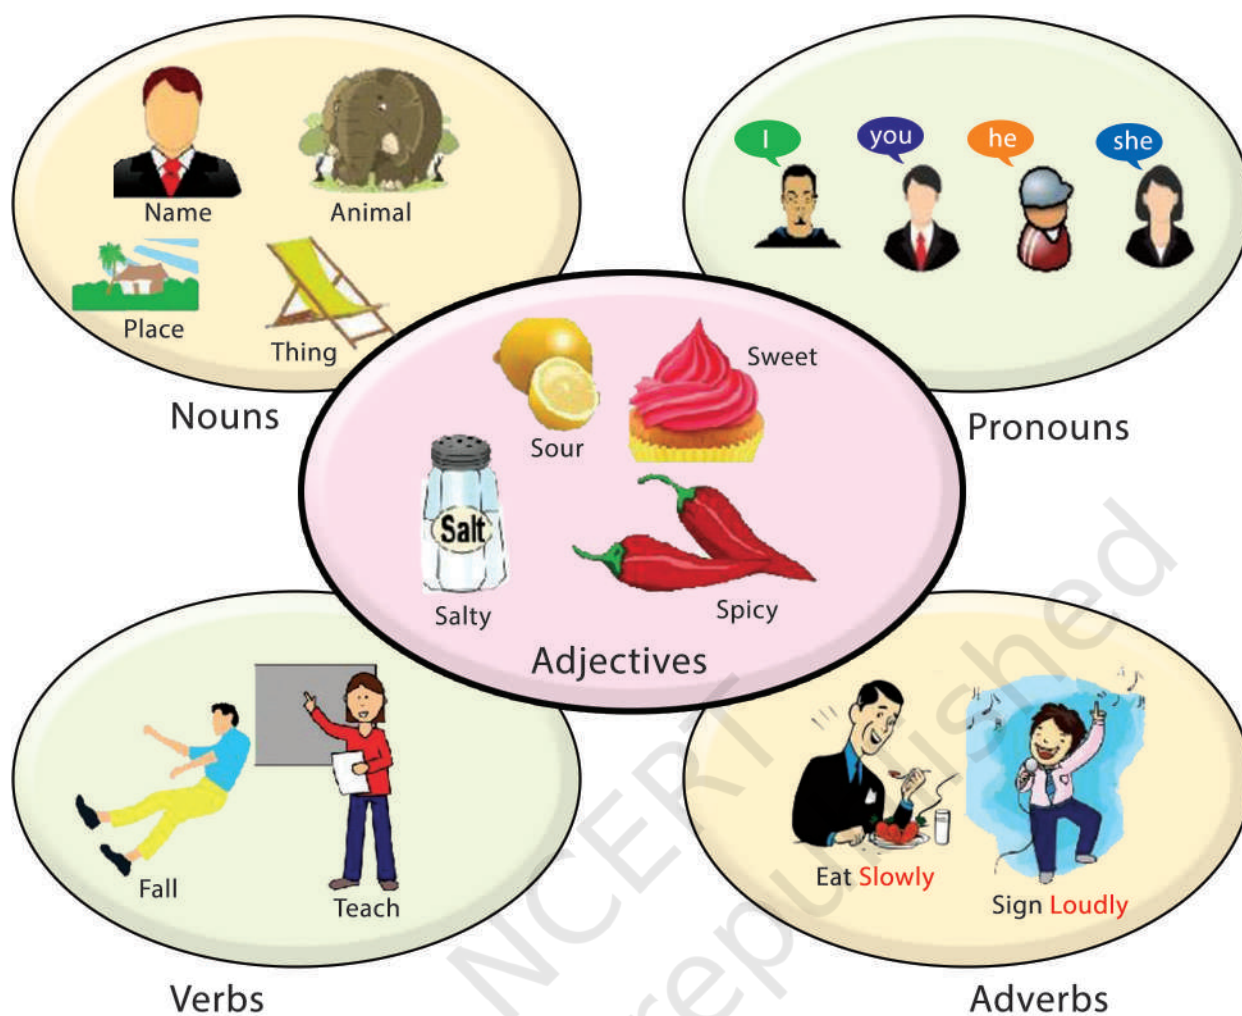 I
you
he
she
Name
Animal
Place
Thing
Nouns
Pronouns
Sweet
Sour
Salt
Salty
Spicy
Adjectives
Fall
Teach
Verbs
Eat Slowly
Sign Loudly
Adverbs
NCERT
republished